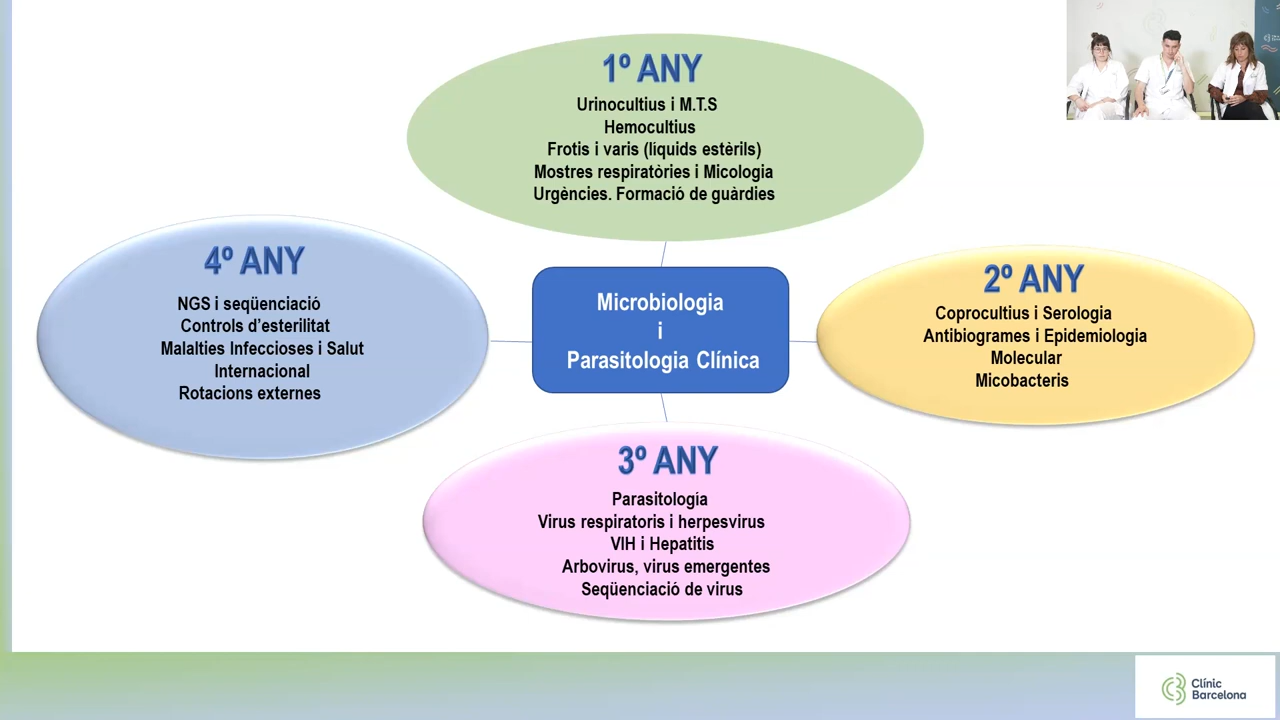 1º ANY
Urinocultius i M.T.S
Hemocultius
Frotis i varis (líquids estèrils)
Mostres respiratòries i Micologia
Urgències. Formació de guàrdies
4º ANY
NGS i seqüenciació
Controls d'esterilitat
Malalties Infeccioses i Salut
Internacional
Rotacions externes
Microbiologia
i
Parasitologia Clínica
2º ANY
Coprocultius i Serologia
Antibiogrames i Epidemiologia
Molecular
Micobacteris
3º ANY
Parasitología
Virus respiratoris i herpesvirus
VIH i Hepatitis
Arbovirus, virus emergentes
Seqüenciació de virus
Clínic
Barcelona